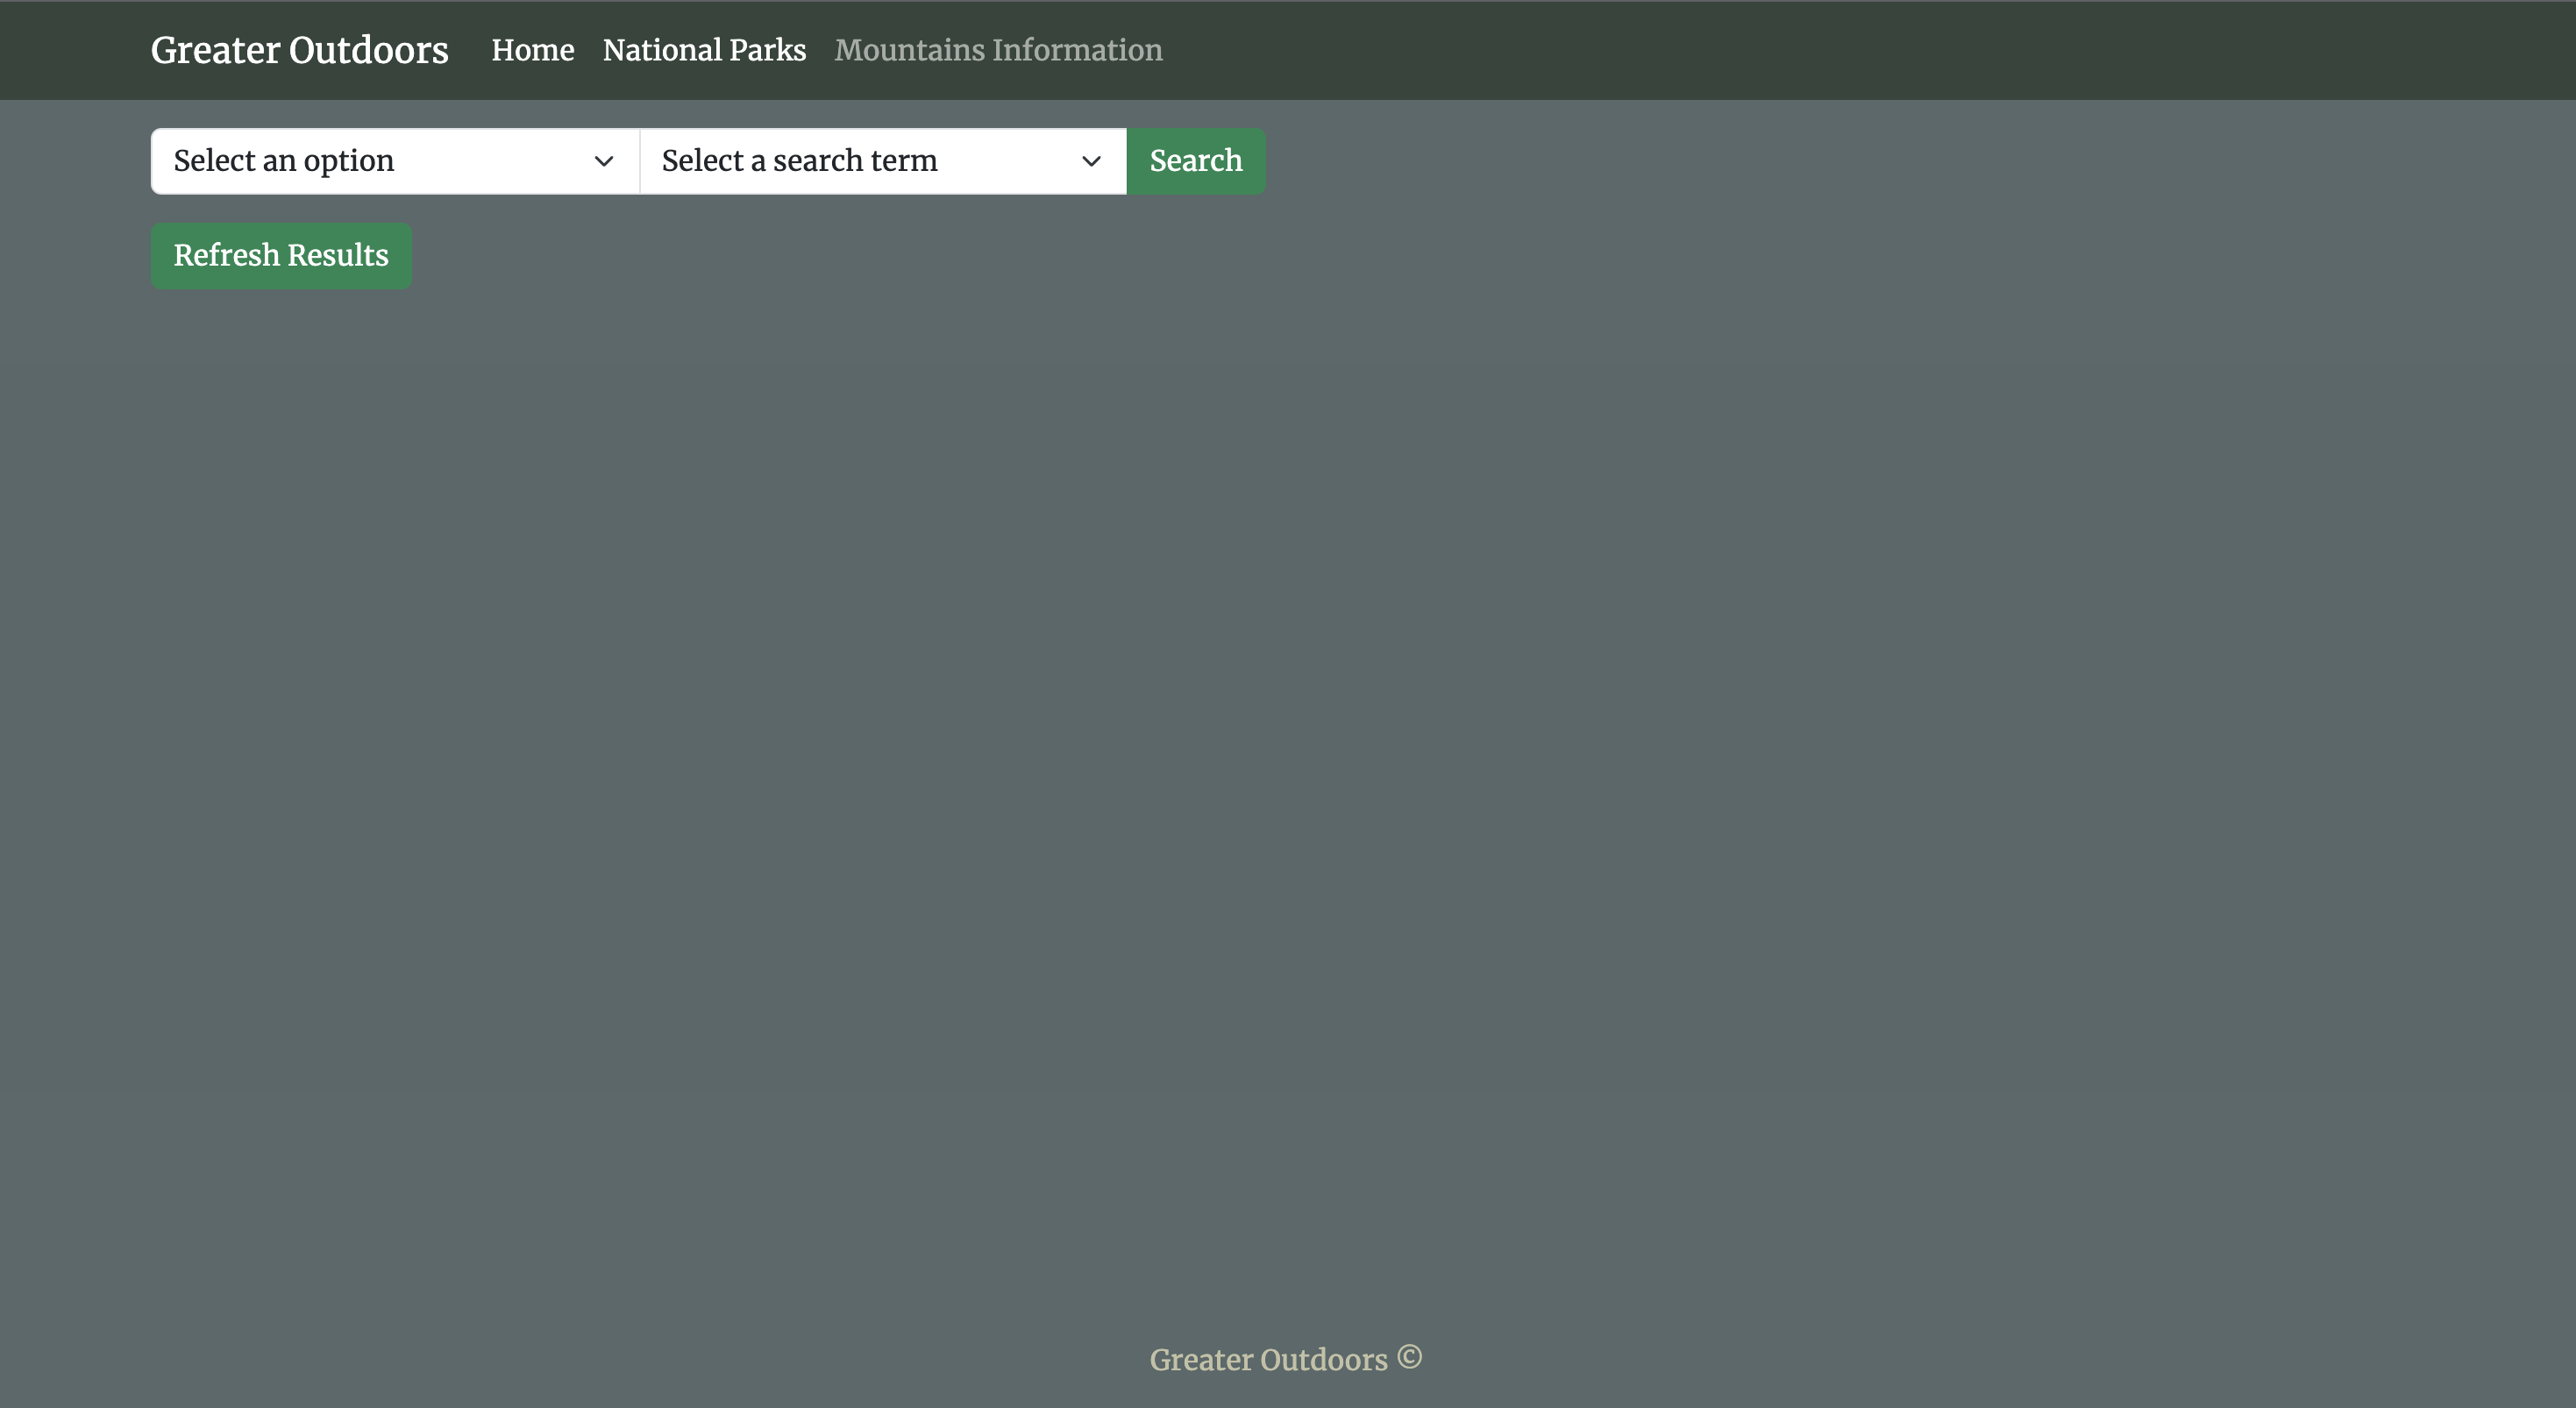 Greater Outdoors Home National Parks Mountains Information
Select an option Select a search term Search
Refresh Results
Greater Outdoors ©